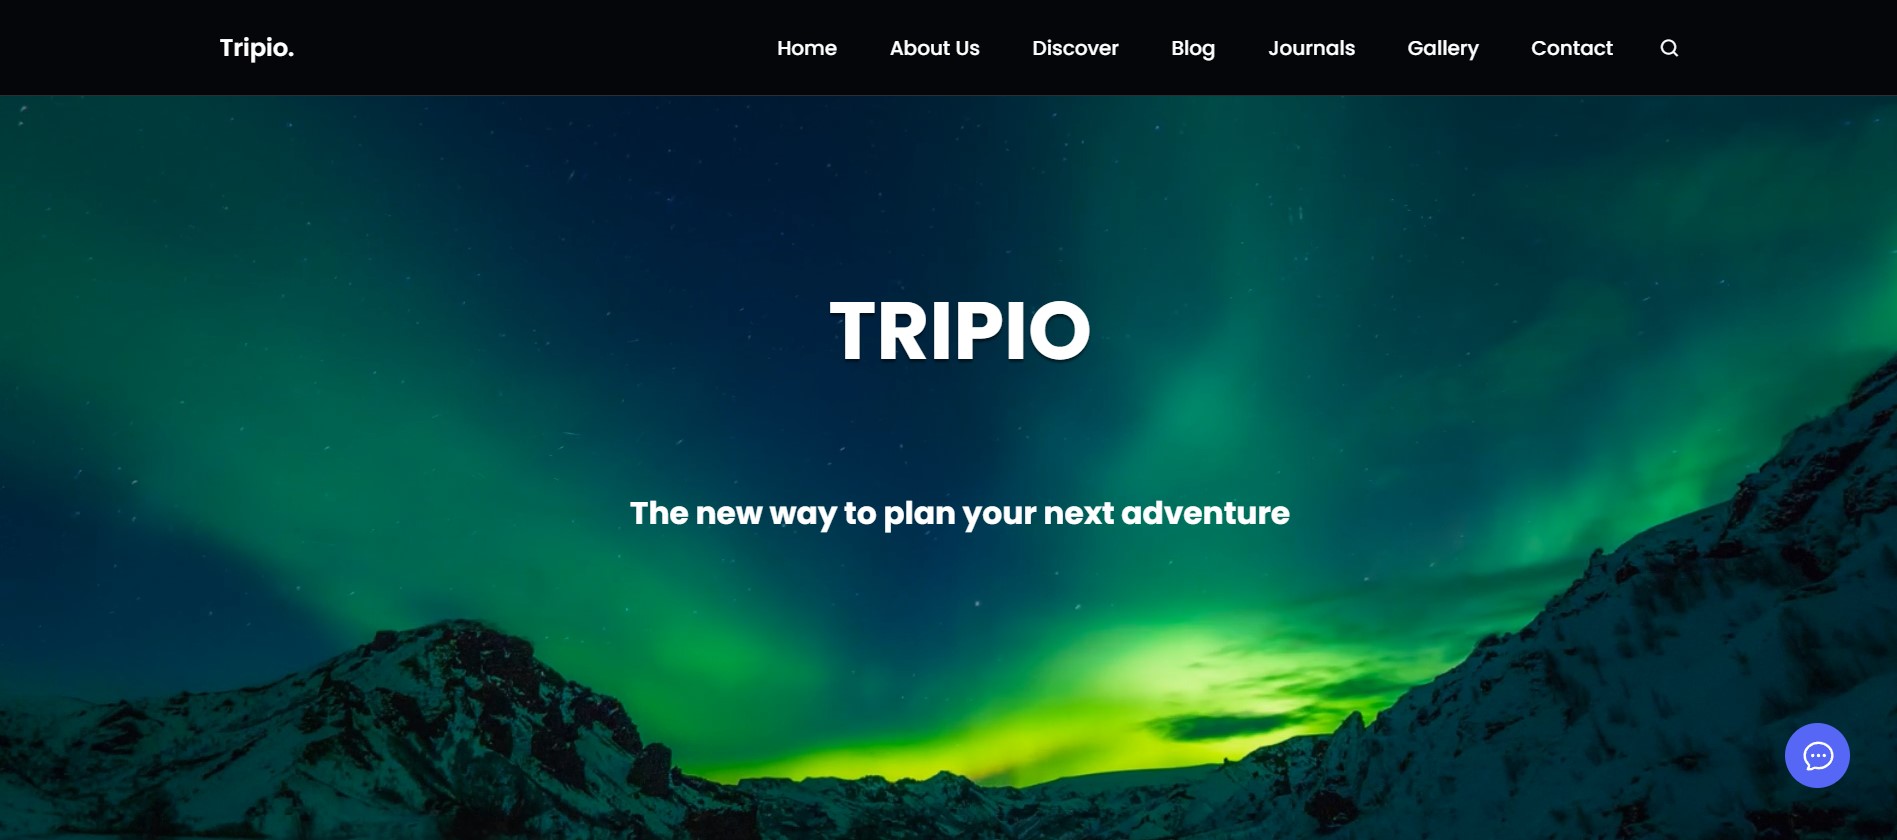 Tripio.
Home About Us Discover Blog Journals Gallery Contact
TRIPIO
The new way to plan your next adventure